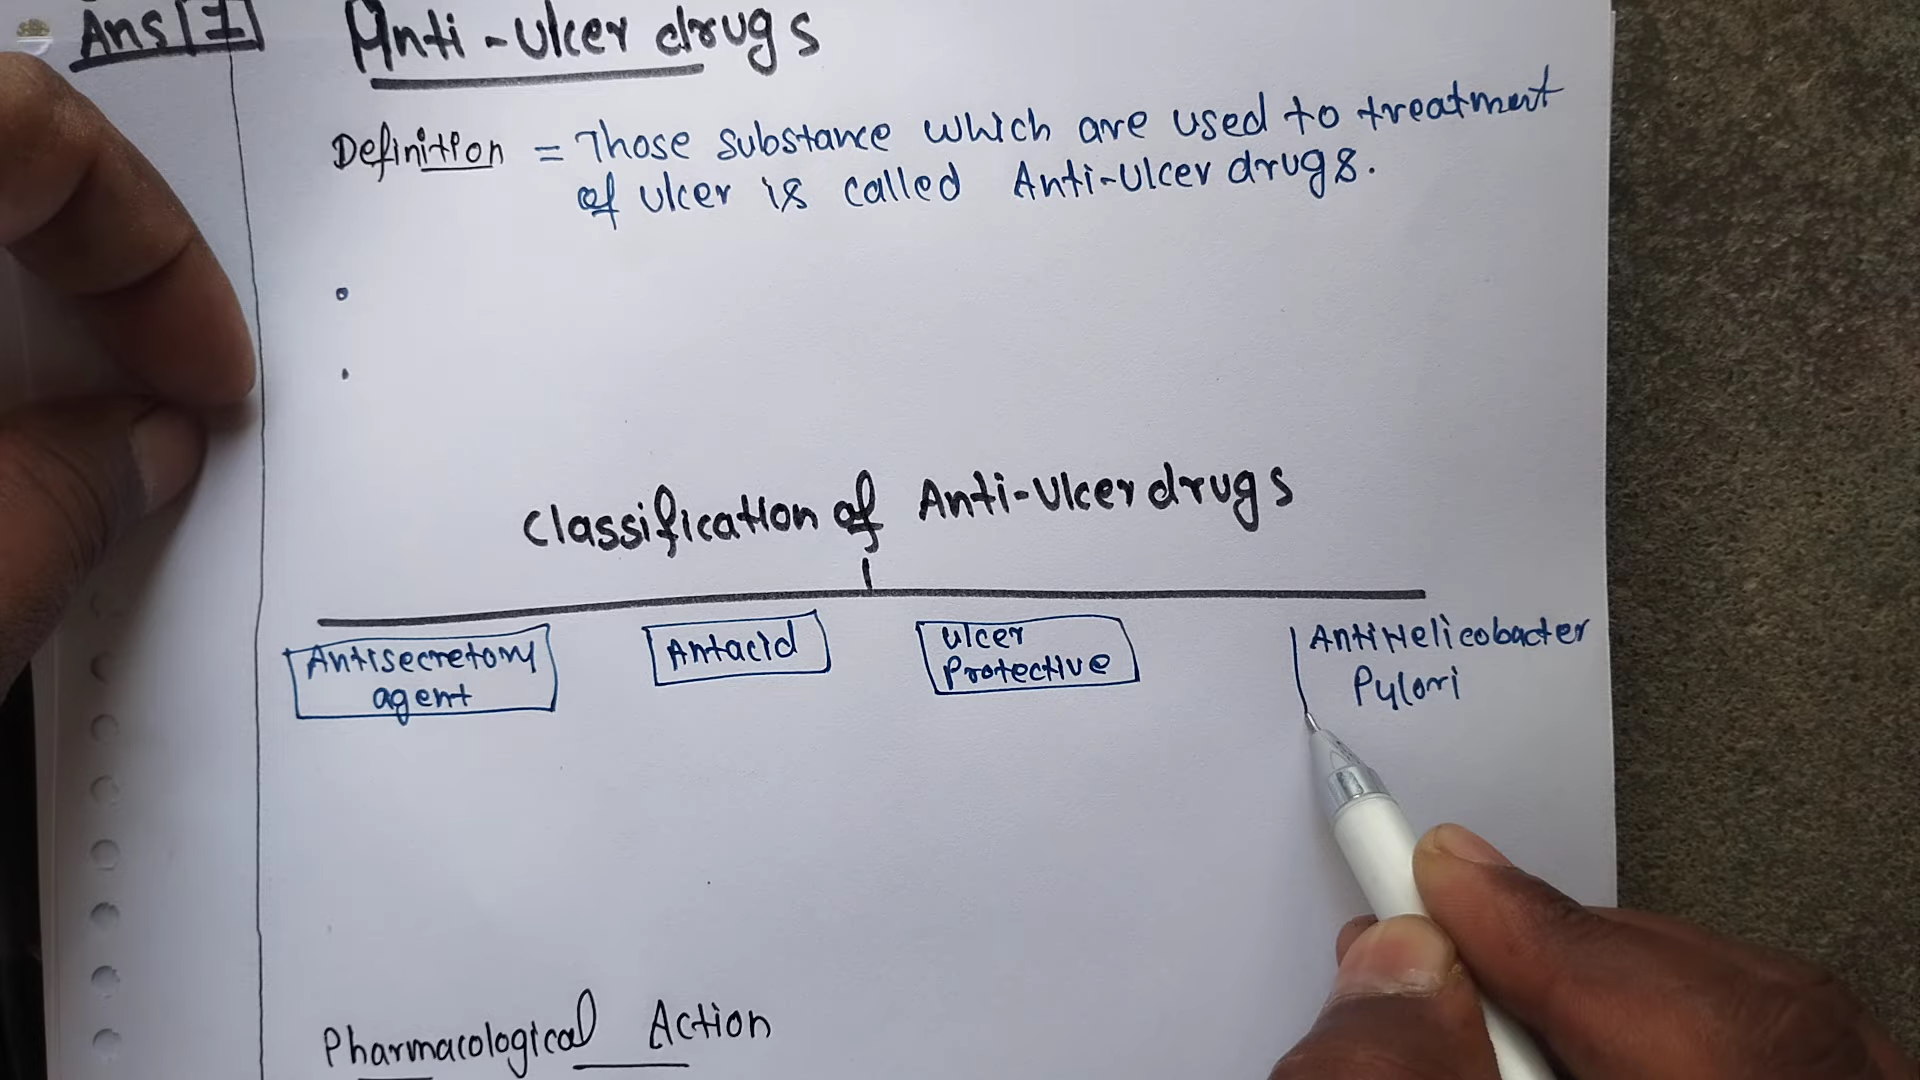 Ans 1
Anti-Ulcer drugs
Definition = Those substance which are used to treatment
of ulcer is called Anti-Ulcer drugs.
Classification of Anti-Ulcer drugs
Antisecretory
agent
Antacid
Ulcer
Protective
AntiHelicobacter
Pylori
Pharmacological Action